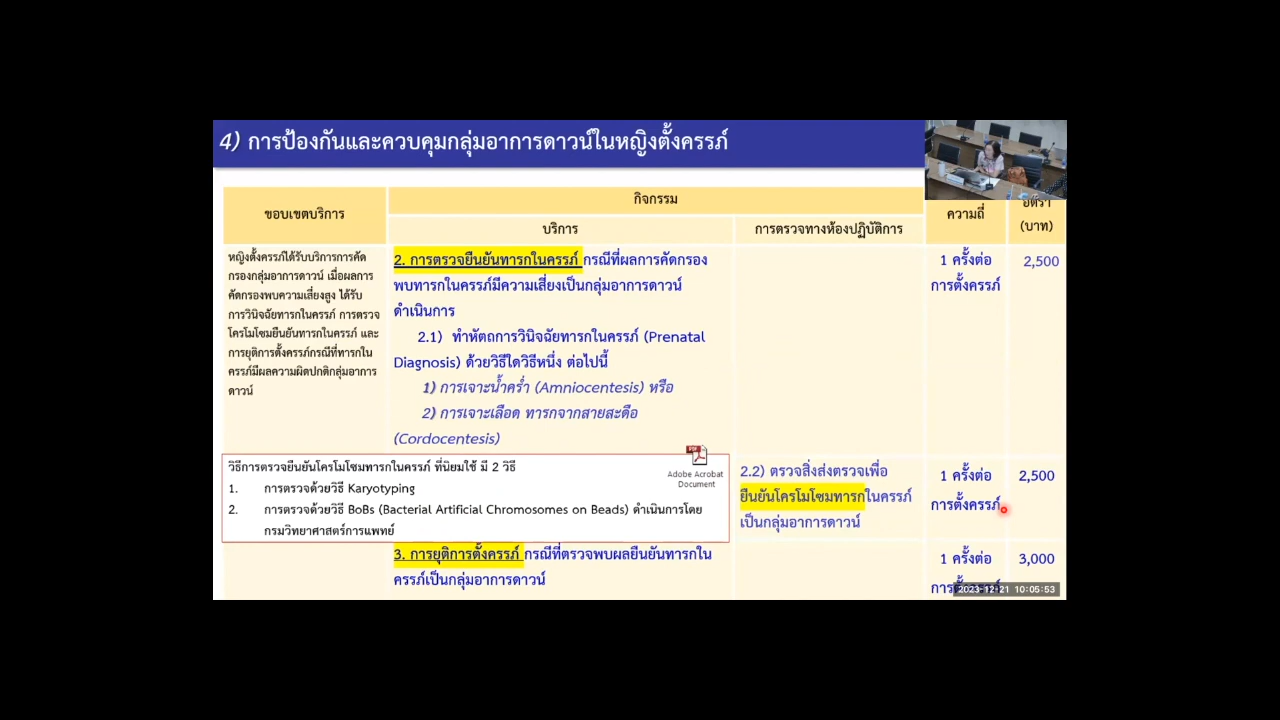 4) การป้องกันและควบคุมกลุ่มอาการดาวน์ในหญิงตั้งครรภ์
ขอบเขตบริการ
กิจกรรม
บริการ
การตรวจทางห้องปฏิบัติการ
ความถี่
อัตรา
(บาท)
หญิงตั้งครรภ์ได้รับบริการการคัด
กรองกลุ่มอาการดาวน์ เมื่อผลการ
คัดกรองพบความเสี่ยงสูง ได้รับ
การวินิจฉัยทารกในครรภ์ การตรวจ
โครโมโซมยืนยันทารกในครรภ์ และ
การยุติการตั้งครรภ์กรณีที่ทารกใน
ครรภ์มีผลความผิดปกติกลุ่มอาการ
ดาวน์
2. การตรวจยืนยันทารกในครรภ์ กรณีที่ผลการคัดกรอง
พบทารกในครรภ์มีความเสี่ยงเป็นกลุ่มอาการดาวน์
ดำเนินการ
2.1) ทำหัตถการวินิจฉัยทารกในครรภ์ (Prenatal
Diagnosis) ด้วยวิธีใดวิธีหนึ่ง ต่อไปนี้
1) การเจาะน้ำคร่ำ (Amniocentesis) หรือ
2) การเจาะเลือด ทารกจากสายสะดือ
(Cordocentesis)
1 ครั้งต่อ
การตั้งครรภ์
2,500
วิธีการตรวจยืนยันโครโมโซมทารกในครรภ์ ที่นิยมใช้ มี 2 วิธี
1. การตรวจด้วยวิธี Karyotyping
2. การตรวจด้วยวิธี BoBs (Bacterial Artificial Chromosomes on Beads) ดำเนินการโดย
กรมวิทยาศาสตร์การแพทย์
PDF
Adobe Acrobat
Document
2.2) ตรวจสิ่งส่งตรวจเพื่อ
ยืนยันโครโมโซมทารกในครรภ์
เป็นกลุ่มอาการดาวน์
1 ครั้งต่อ
การตั้งครรภ์
2,500
3. การยุติการตั้งครรภ์ กรณีที่ตรวจพบผลยืนยันทารกใน
ครรภ์เป็นกลุ่มอาการดาวน์
1 ครั้งต่อ
การตั้งครรภ์
3,000
2023-12-21 10:05:53